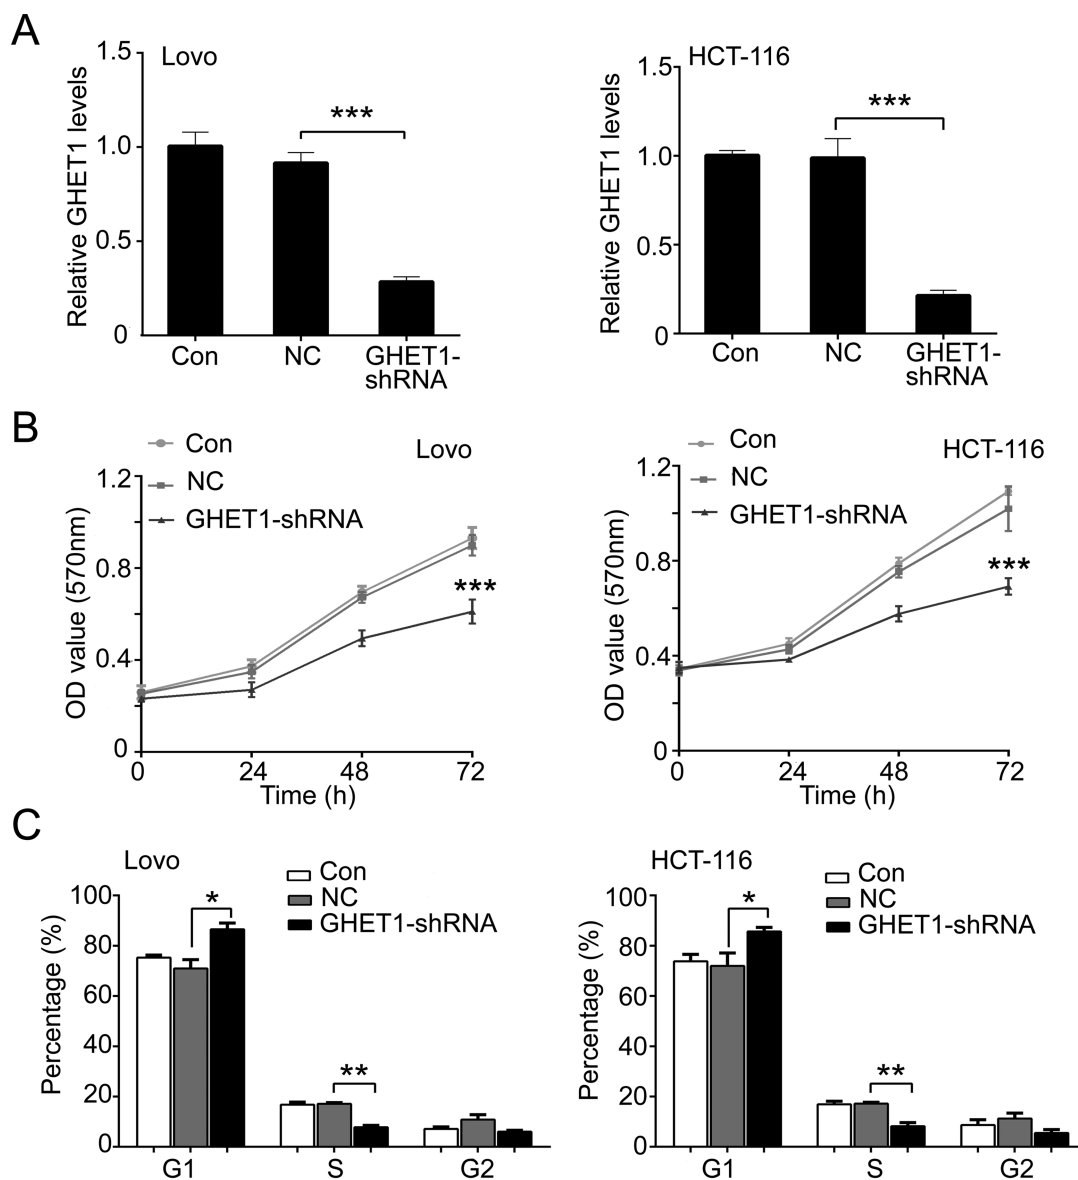 A
Lovo
Relative GHET1 levels
1.5
1.0
0.5
0
***
Con
NC
GHET1-
shRNA
HCT-116
Relative GHET1 levels
1.5
1.0
0.5
0
***
Con
NC
GHET1-
shRNA
B
Con
NC
GHET1-shRNA
Lovo
OD value (570nm)
1.2
0.8
0.4
0
***
0
24
48
72
Time (h)
Con
NC
GHET1-shRNA
HCT-116
OD value (570nm)
1.2
0.8
0.4
0
***
0
24
48
72
Time (h)
C
Lovo
Con
NC
GHET1-shRNA
Percentage (%)
100
80
60
40
20
0
*
**
G1
S
G2
HCT-116
Con
NC
GHET1-shRNA
Percentage (%)
100
80
60
40
20
0
*
**
G1
S
G2